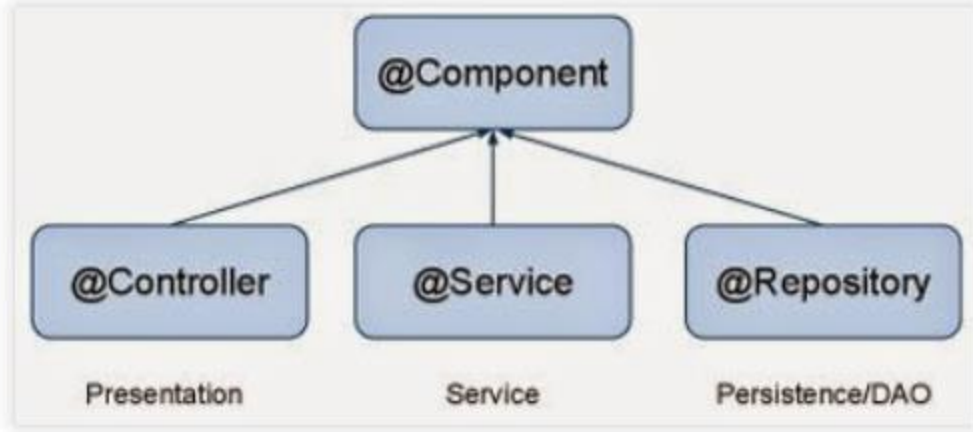 @Component
@Controller @Service @Repository
Presentation Service Persistence/DAO